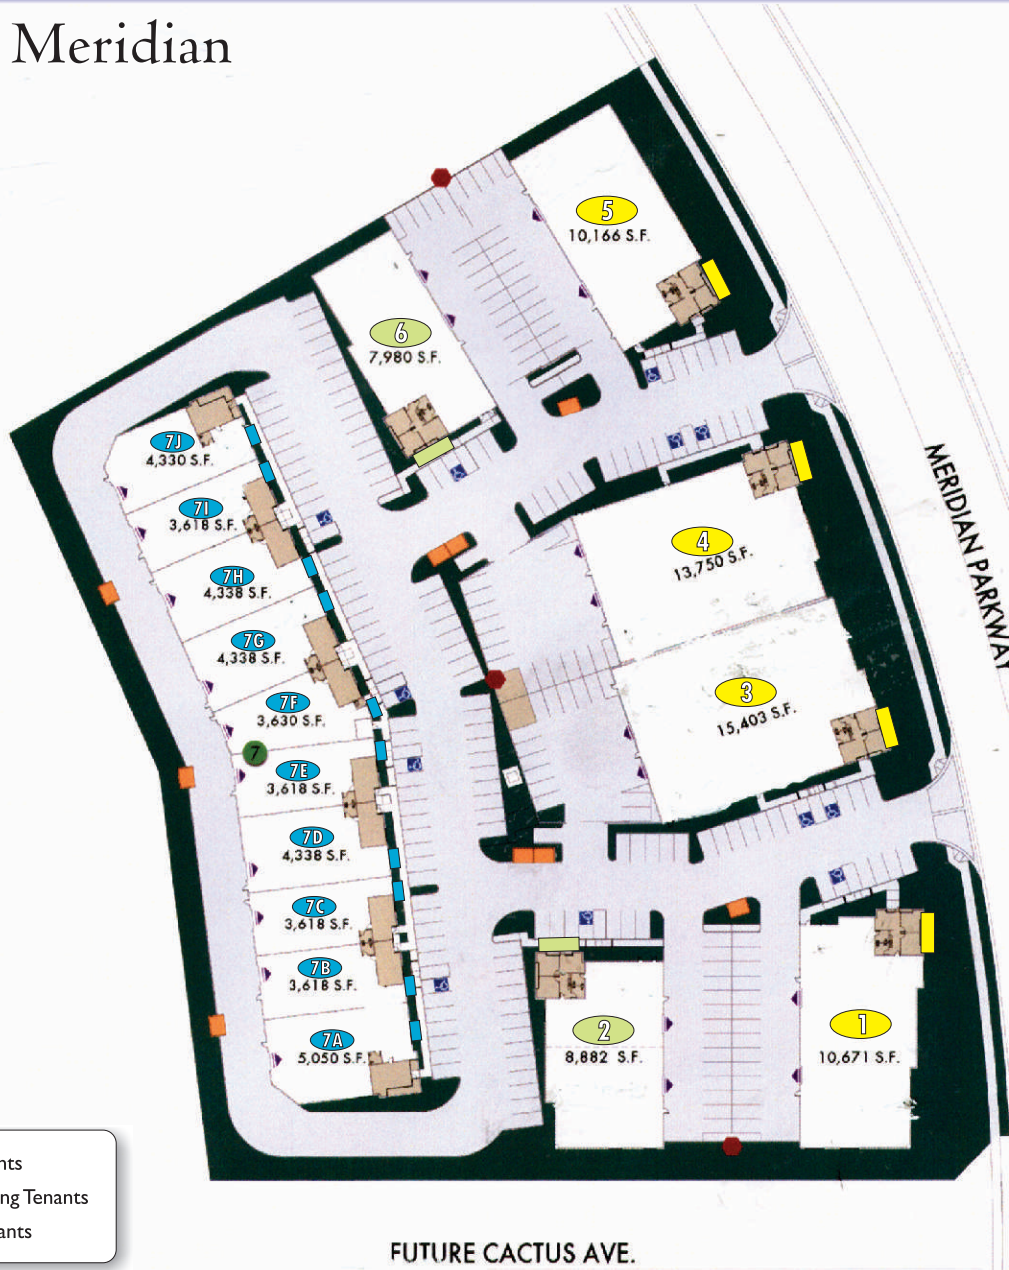 Meridian
5
10,166 S.F.
6
7,980 S.F.
7J
4,330 S.F.
7I
3,618 S.F.
4
13,750 S.F.
7H
4,338 S.F.
7G
4,338 S.F.
3
15,403 S.F.
7F
3,630 S.F.
7
7E
3,618 S.F.
7D
4,338 S.F.
7C
3,618 S.F.
7B
3,618 S.F.
7A
5,050 S.F.
2
8,882 S.F.
1
10,671 S.F.
MERIDIAN PARKWAY
nts
ng Tenants
ants
FUTURE CACTUS AVE.